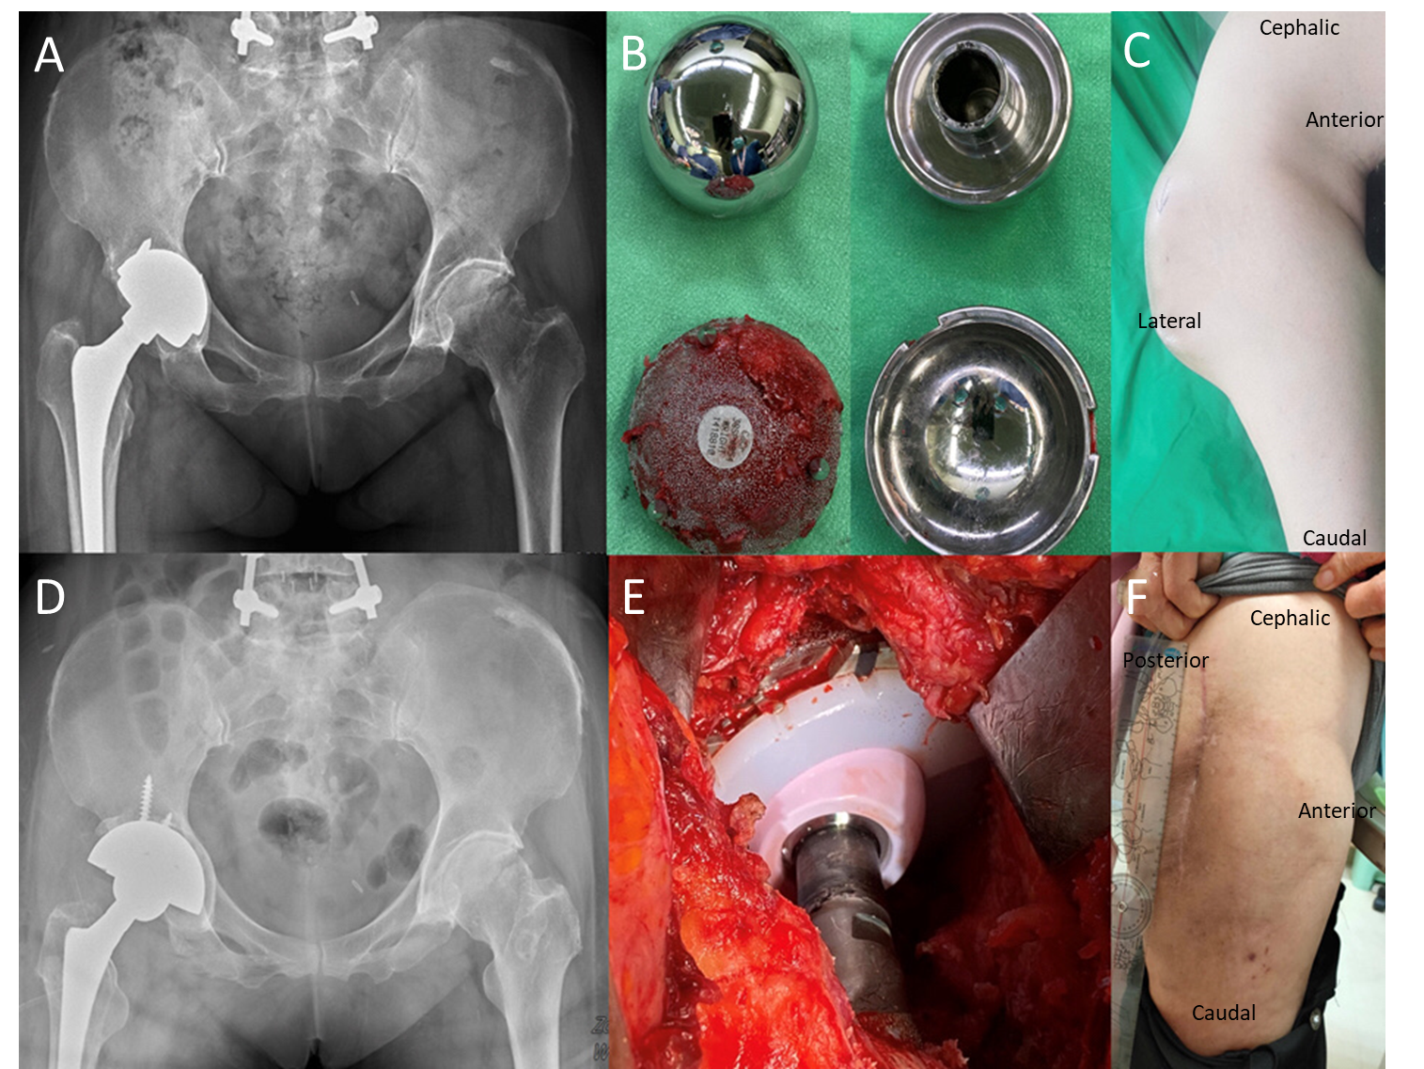 A
B
C
Cephalic
Anterior
Lateral
Caudal
D
E
F
Cephalic
Posterior
Anterior
Caudal